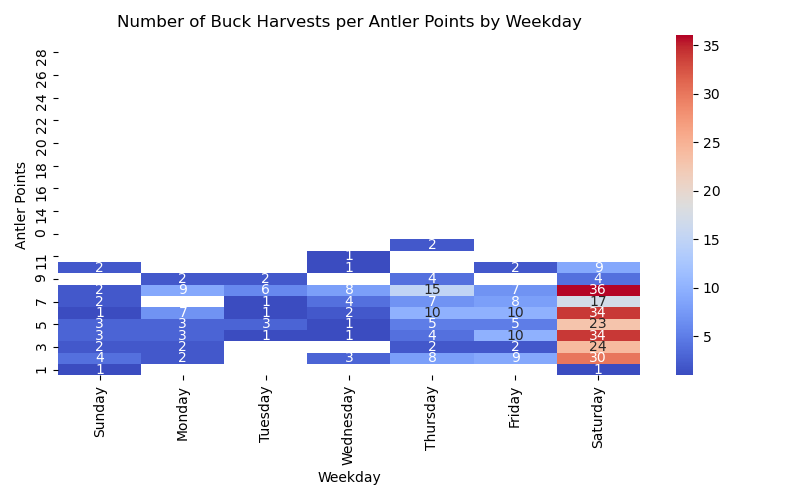 Number of Buck Harvests per Antler Points by Weekday
Antler Points
28
26
24
22
20
18
16
14
0
2
1
11 2 1 2 9
9 2 2 4 4
2 9 6 8 15 7 36
7 2 1 4 7 8 17
1 7 1 2 10 10 34
5 3 3 3 1 5 5 23
3 3 1 1 4 10 34
3 2 2 2 2 24
4 2 3 8 9 30
1 1 1
Sunday Monday Tuesday Wednesday Thursday Friday Saturday
Weekday
35
30
25
20
15
10
5